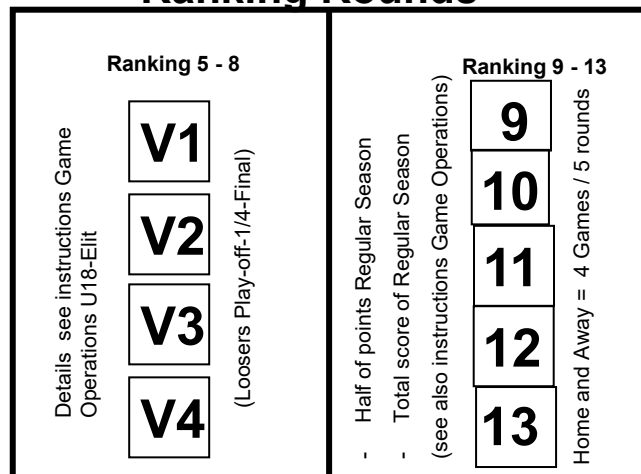 Ranking Rounds
Ranking 5 - 8
Details see instructions Game
Operations U18-Elit
V1
V2
V3
V4
(Loosers Play-off-1/4-Final)
Ranking 9 - 13
- Half of points Regular Season
- Total score of Regular Season
(see also instructions Game Operations)
9
10
11
12
13
Home and Away = 4 Games / 5 rounds